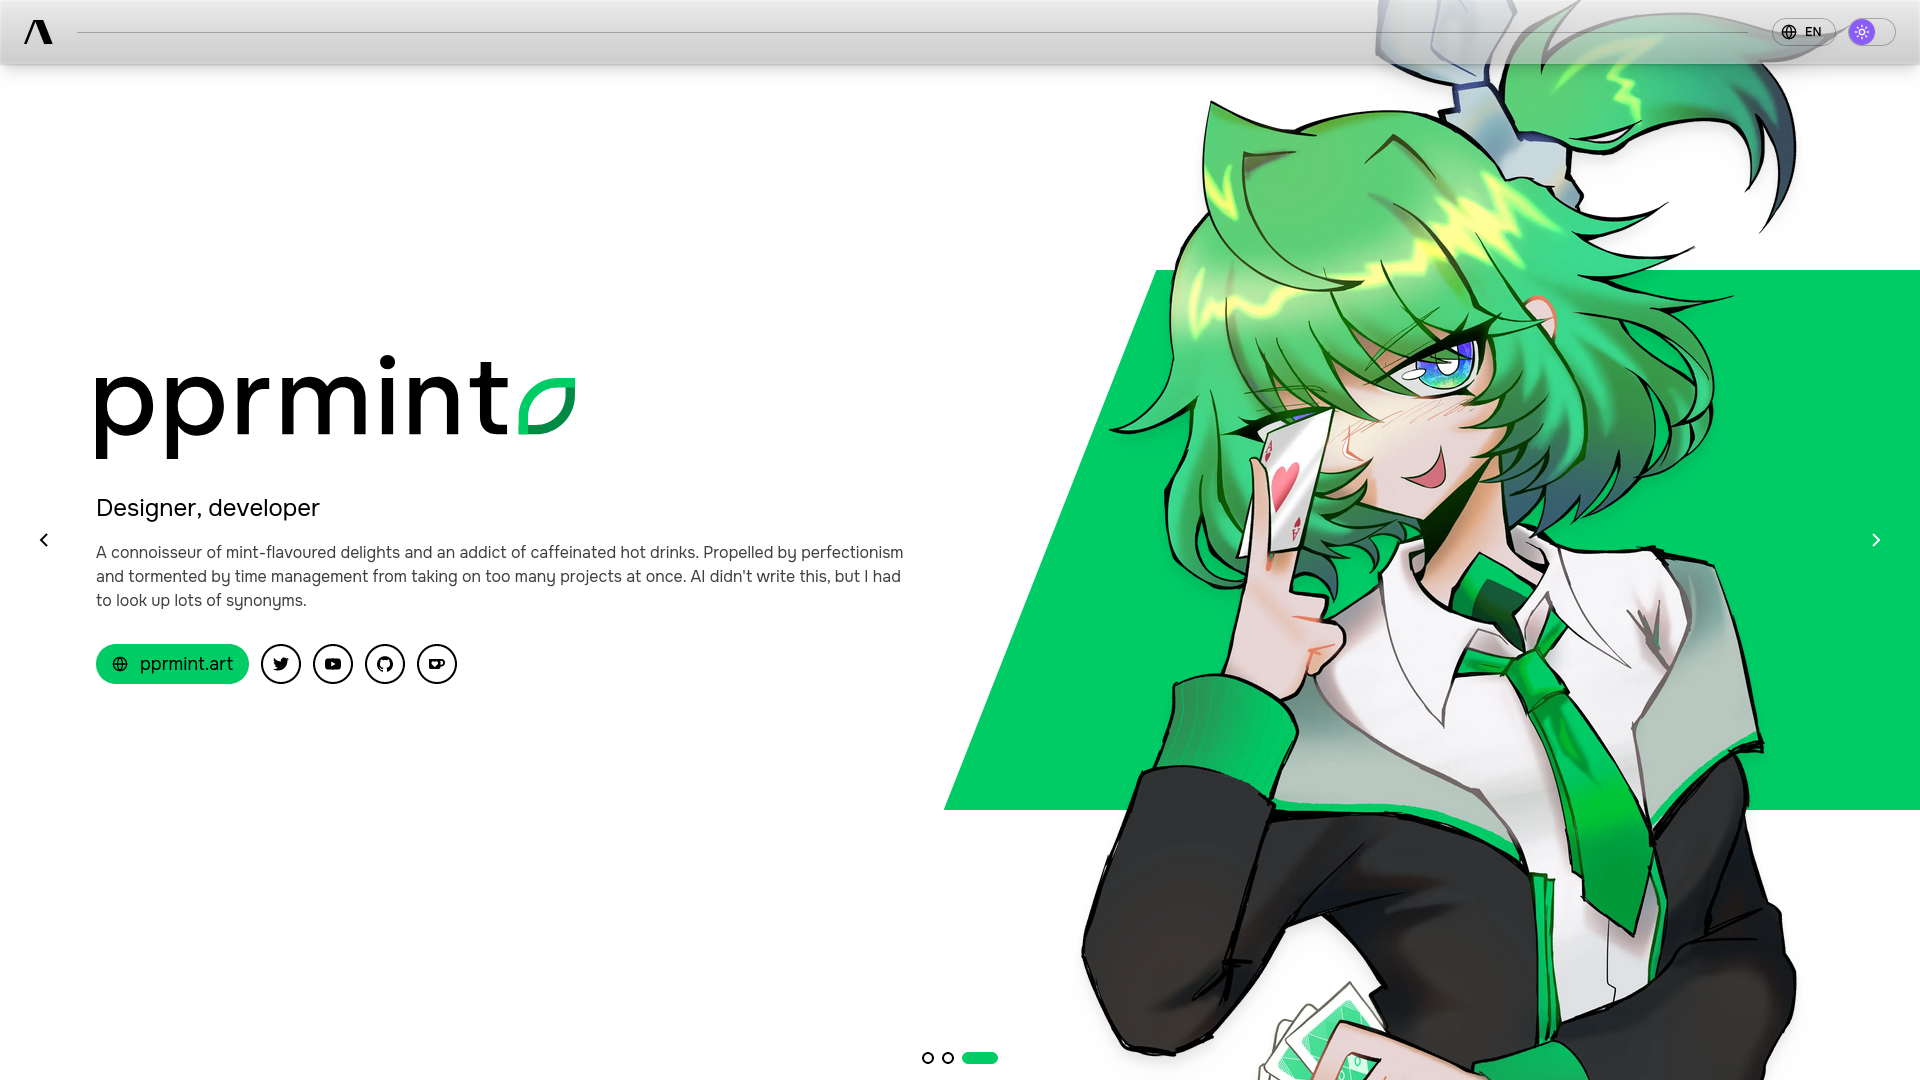 EN
pprmint
Designer, developer
A connoisseur of mint-flavoured delights and an addict of caffeinated hot drinks. Propelled by perfectionism
and tormented by time management from taking on too many projects at once. AI didn't write this, but I had
to look up lots of synonyms.
pprmint.art